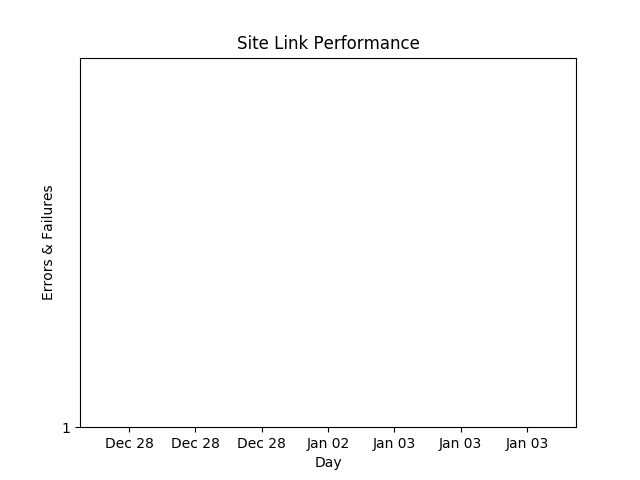 Site Link Performance
Errors & Failures
1
Dec 28 Dec 28 Dec 28 Jan 02 Jan 03 Jan 03 Jan 03
Day